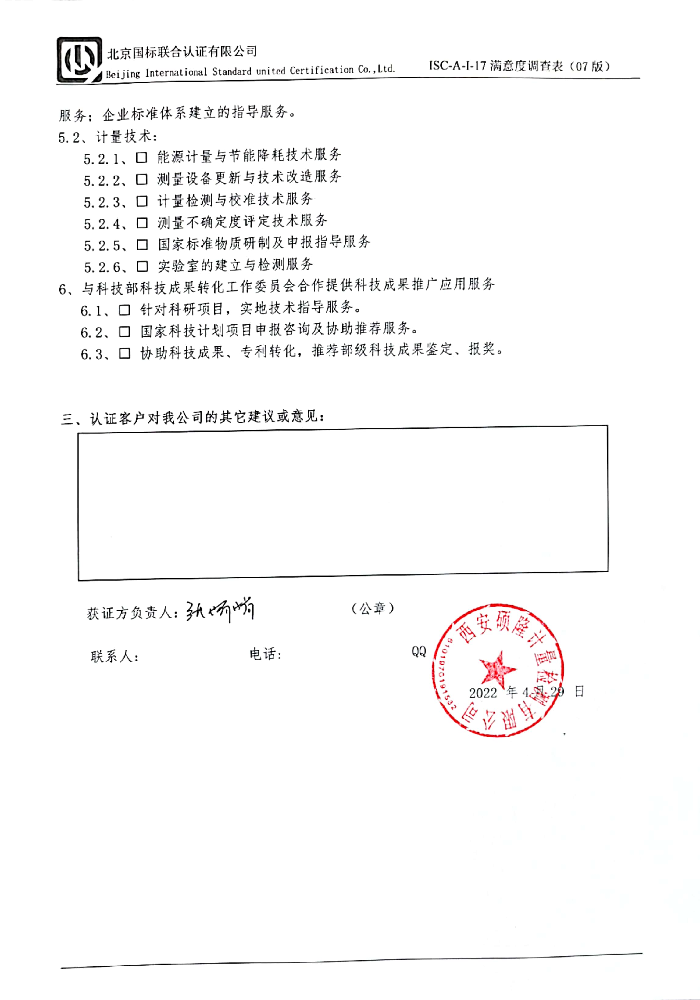 北京国标联合认证有限公司
Beijing International Standard united Certification Co.,Ltd.
ISC-A-I-17 满意度调查表（07 版）
服务；企业标准体系建立的指导服务。
5.2、计量技术：
5.2.1、□ 能源计量与节能降耗技术服务
5.2.2、□ 测量设备更新与技术改造服务
5.2.3、□ 计量检测与校准技术服务
5.2.4、□ 测量不确定度评定技术服务
5.2.5、□ 国家标准物质研制及申报指导服务
5.2.6、□ 实验室的建立与检测服务
6、与科技部科技成果转化工作委员会合作提供科技成果推广应用服务
6.1、□ 针对科研项目，实地技术指导服务。
6.2、□ 国家科技计划项目申报咨询及协助推荐服务。
6.3、□ 协助科技成果、专利转化，推荐部级科技成果鉴定、报奖。
三、认证客户对我公司的其它建议或意见：
获证方负责人：张
（公章）
联系人：
电话：
QQ
西安硕隆计量检测有限公司
2022 年 4 月 29 日